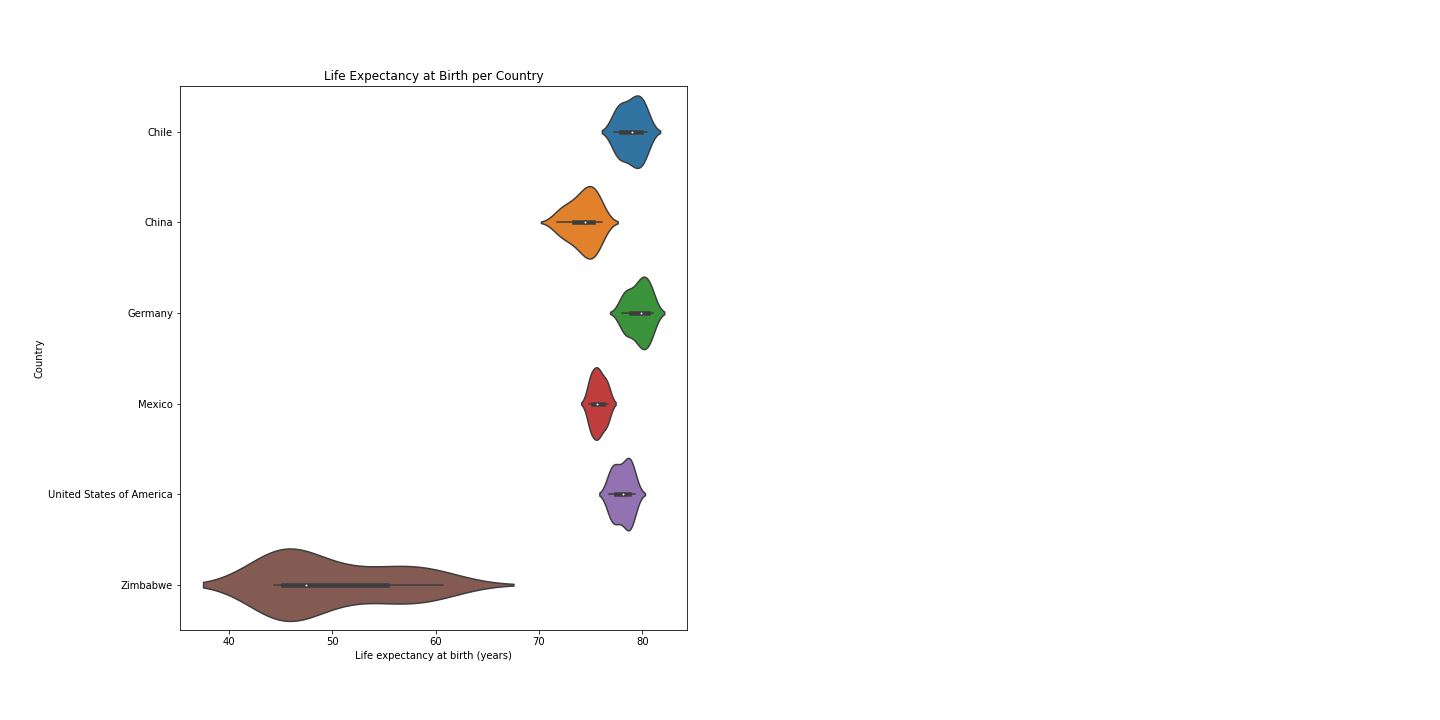 Life Expectancy at Birth per Country
Country
Chile
China
Germany
Mexico
United States of America
Zimbabwe
40 50 60 70 80
Life expectancy at birth (years)